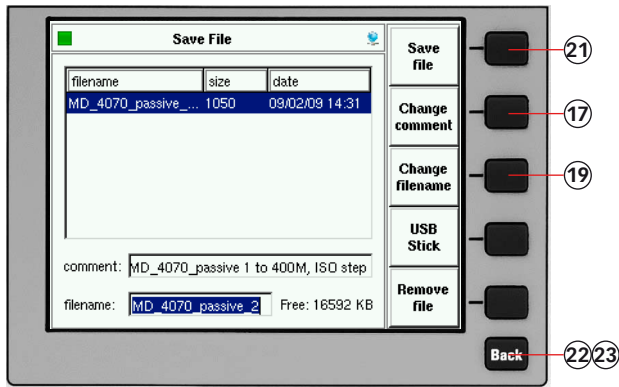 Save File
filename size date
MD_4070_passive_... 1050 09/02/09 14:31
comment: MD_4070_passive 1 to 400M, ISO step
filename: MD_4070_passive_2 Free: 16592 KB
Save
file
Change
comment
Change
filename
USB
Stick
Remove
file
Back
21
17
19
22 23